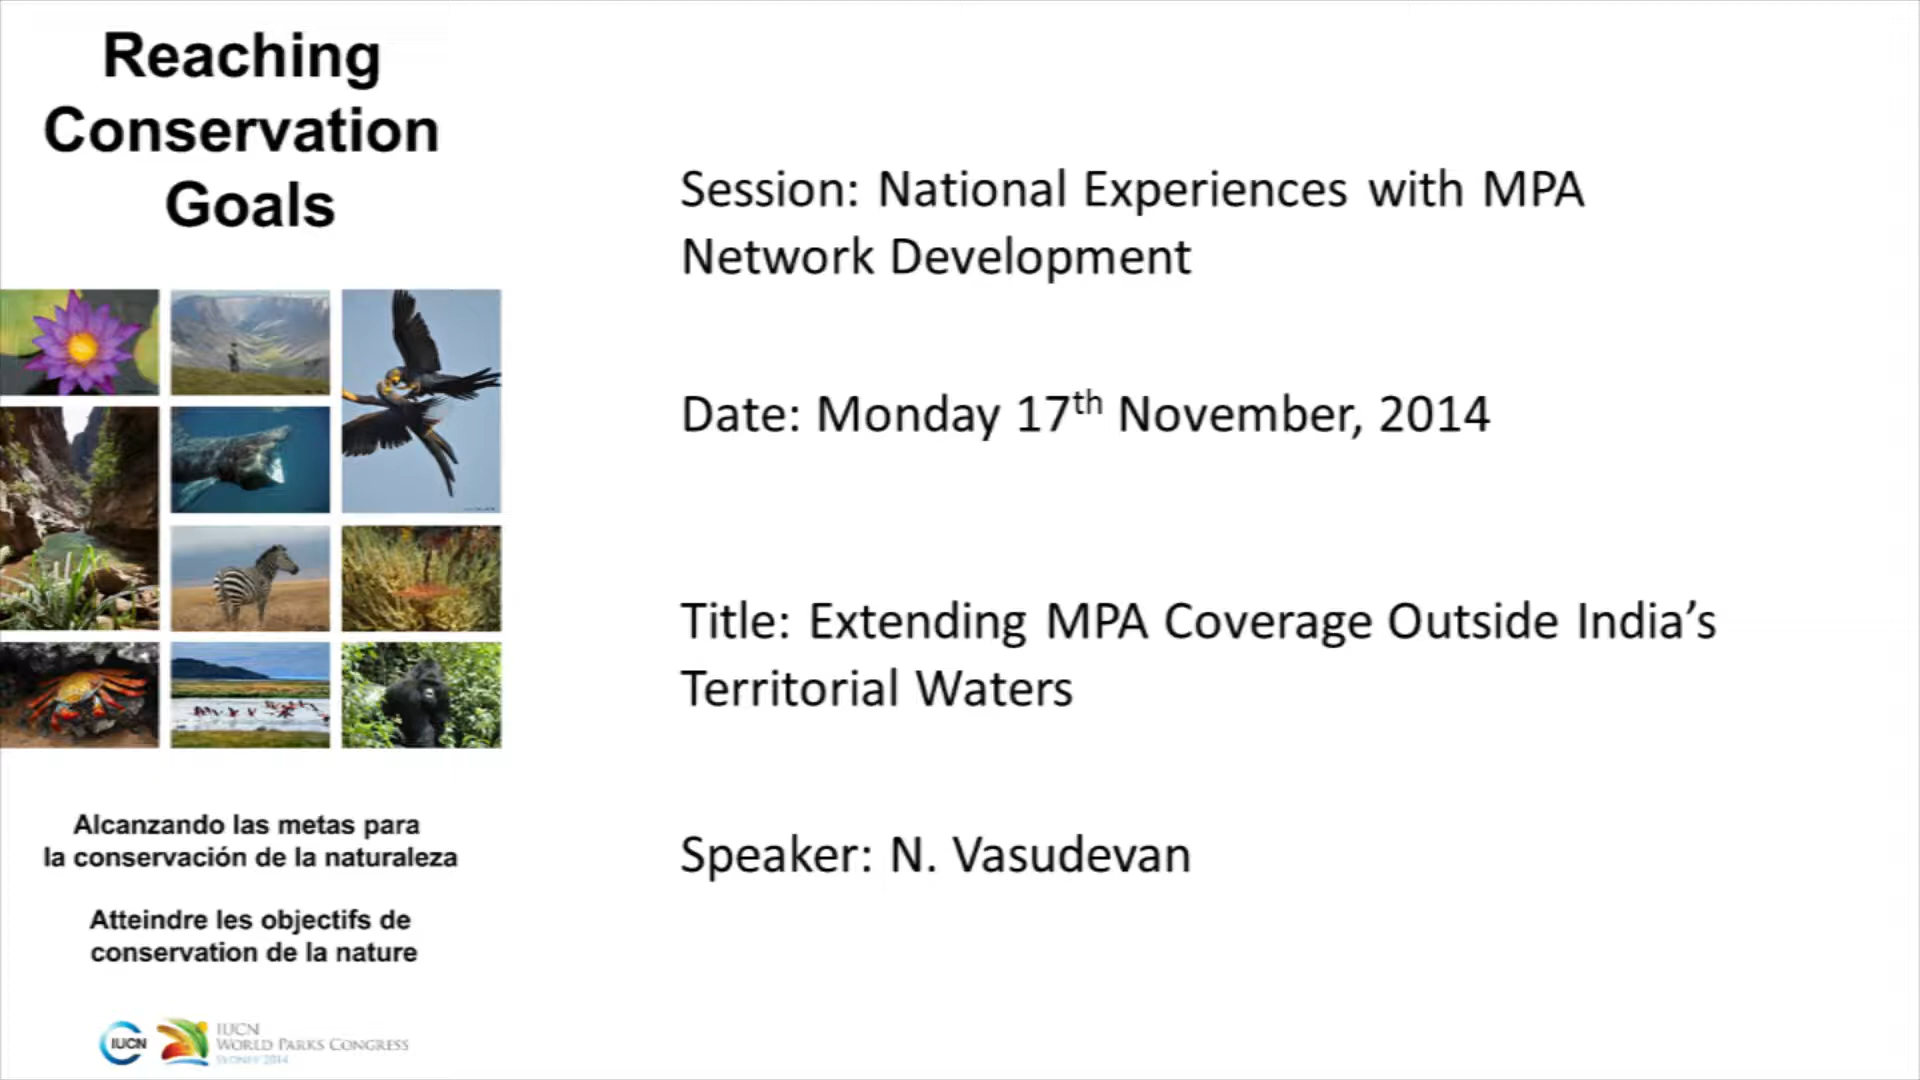 Reaching
Conservation
Goals
Alcanzando las metas para
la conservación de la naturaleza
Atteindre les objectifs de
conservation de la nature
IUCN
IUCN
WORLD PARKS CONGRESS
SYDNEY 2014
Session: National Experiences with MPA
Network Development
Date: Monday 17th November, 2014
Title: Extending MPA Coverage Outside India’s
Territorial Waters
Speaker: N. Vasudevan